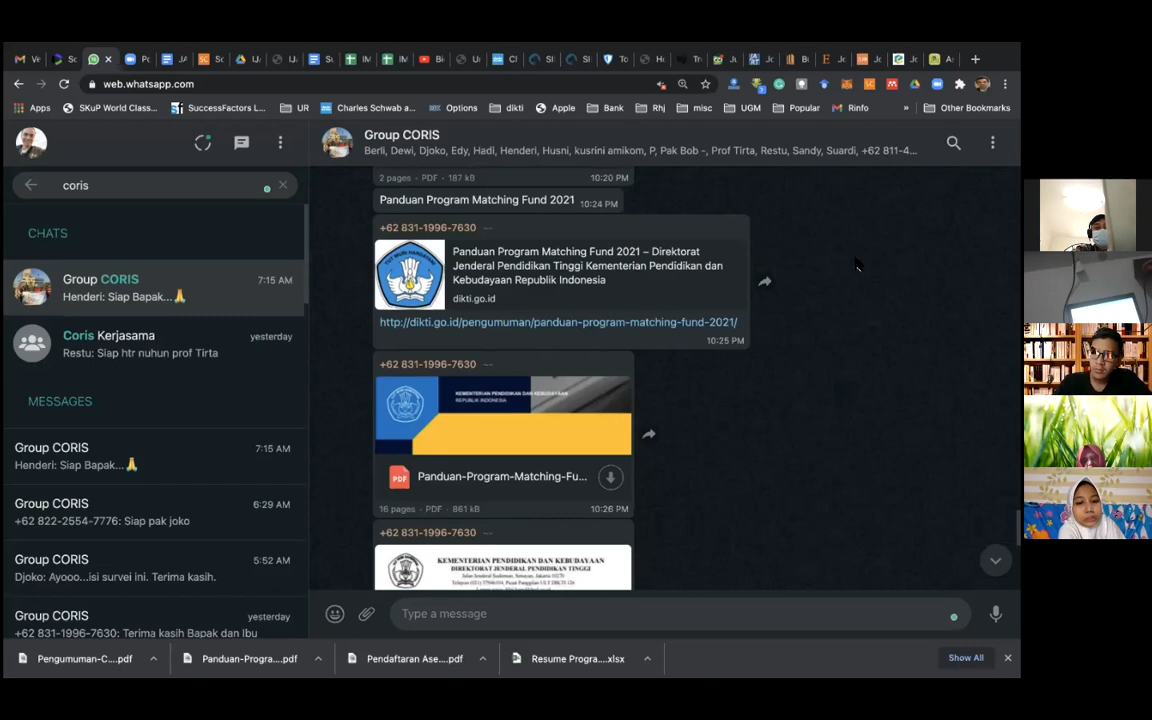 web.whatsapp.com
Apps
SKuP World Class...
SuccessFactors L...
UR
Charles Schwab a...
Options
dikti
Apple
Bank
Rhj
misc
UGM
Popular
Rinfo
»
Other Bookmarks
coris
CHATS
Group CORIS
7:15 AM
Henderi: Siap Bapak...🙏
Coris Kerjasama
yesterday
Restu: Siap htr nuhun prof Tirta
MESSAGES
Group CORIS
7:15 AM
Henderi: Siap Bapak...🙏
Group CORIS
6:29 AM
+62 822-2554-7776: Siap pak joko
Group CORIS
5:52 AM
Djoko: Ayooo...isi survei ini. Terima kasih.
Group CORIS
yesterday
+62 831-1996-7630: Terima kasih Bapak dan Ibu
Group CORIS
Berli, Dewi, Djoko, Edy, Hadi, Henderi, Husni, kusrini amikom, P, Pak Bob -, Prof Tirta, Restu, Sandy, Suardi, +62 811-4...
2 pages • PDF • 187 kB
10:20 PM
Panduan Program Matching Fund 2021
10:24 PM
+62 831-1996-7630
Panduan Program Matching Fund 2021 – Direktorat
Jenderal Pendidikan Tinggi Kementerian Pendidikan dan
Kebudayaan Republik Indonesia
dikti.go.id
http://dikti.go.id/pengumuman/panduan-program-matching-fund-2021/
10:25 PM
+62 831-1996-7630
KEMENTERIAN PENDIDIKAN DAN KEBUDAYAAN
REPUBLIK INDONESIA
PDF
Panduan-Program-Matching-Fu...
16 pages • PDF • 861 kB
10:26 PM
+62 831-1996-7630
KEMENTERIAN PENDIDIKAN DAN KEBUDAYAAN
DIREKTORAT JENDERAL PENDIDIKAN TINGGI
Type a message
Pengumuman-C....pdf
Panduan-Progra....pdf
Pendaftaran Ase....pdf
Resume Progra....xlsx
Show All